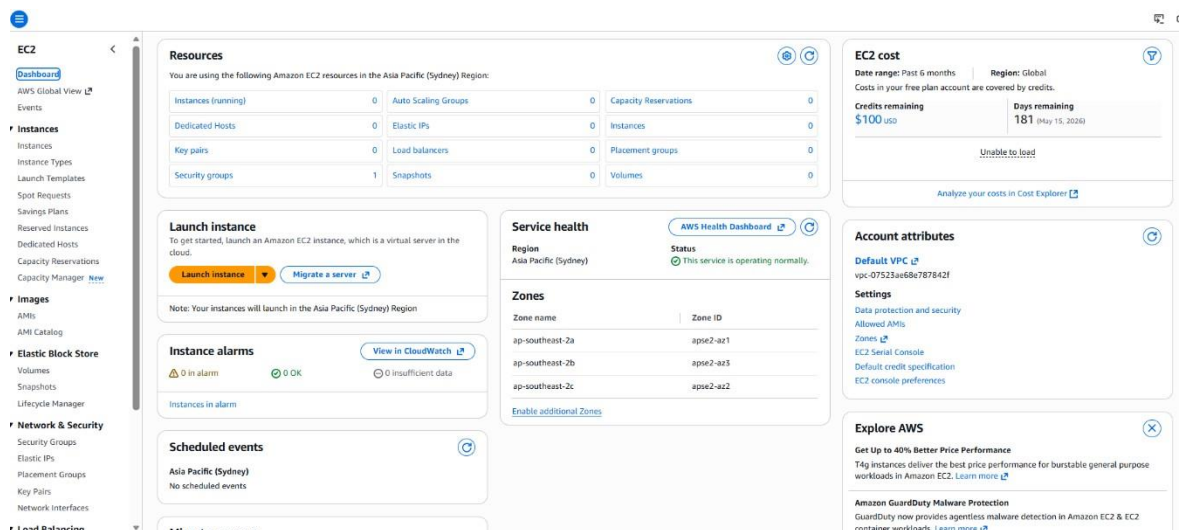 EC2
Dashboard
AWS Global View
Events
Instances
Instances
Instance Types
Launch Templates
Spot Requests
Savings Plans
Reserved Instances
Dedicated Hosts
Capacity Reservations
Capacity Manager New
Images
AMIs
AMI Catalog
Elastic Block Store
Volumes
Snapshots
Lifecycle Manager
Network & Security
Security Groups
Elastic IPs
Placement Groups
Key Pairs
Network Interfaces
Load Balancing
Resources
You are using the following Amazon EC2 resources in the Asia Pacific (Sydney) Region:
Instances (running) 0 Auto Scaling Groups 0 Capacity Reservations 0
Dedicated Hosts 0 Elastic IPs 0 Instances 0
Key pairs 0 Load balancers 0 Placement groups 0
Security groups 1 Snapshots 0 Volumes 0
Launch instance
To get started, launch an Amazon EC2 instance, which is a virtual server in the
cloud.
Launch instance Migrate a server
Note: Your instances will launch in the Asia Pacific (Sydney) Region
Instance alarms View in CloudWatch
0 in alarm 0 OK 0 insufficient data
Instances in alarm
Scheduled events
Asia Pacific (Sydney)
No scheduled events
Service health AWS Health Dashboard
Region Status
Asia Pacific (Sydney) This service is operating normally.
Zones
Zone name Zone ID
ap-southeast-2a apse2-az1
ap-southeast-2b apse2-az3
ap-southeast-2c apse2-az2
Enable additional Zones
EC2 cost
Date range: Past 6 months Region: Global
Costs in your free plan account are covered by credits.
Credits remaining Days remaining
$100 USD 181 (May 15, 2026)
Unable to load
Analyze your costs in Cost Explorer
Account attributes
Default VPC
vpc-07523ae68e787842f
Settings
Data protection and security
Allowed AMIs
Zones
EC2 Serial Console
Default credit specification
EC2 console preferences
Explore AWS
Get Up to 40% Better Price Performance
T4g instances deliver the best price performance for burstable general purpose
workloads in Amazon EC2. Learn more
Amazon GuardDuty Malware Protection
GuardDuty now provides agentless malware detection in Amazon EC2 & EC2
container workloads. Learn more